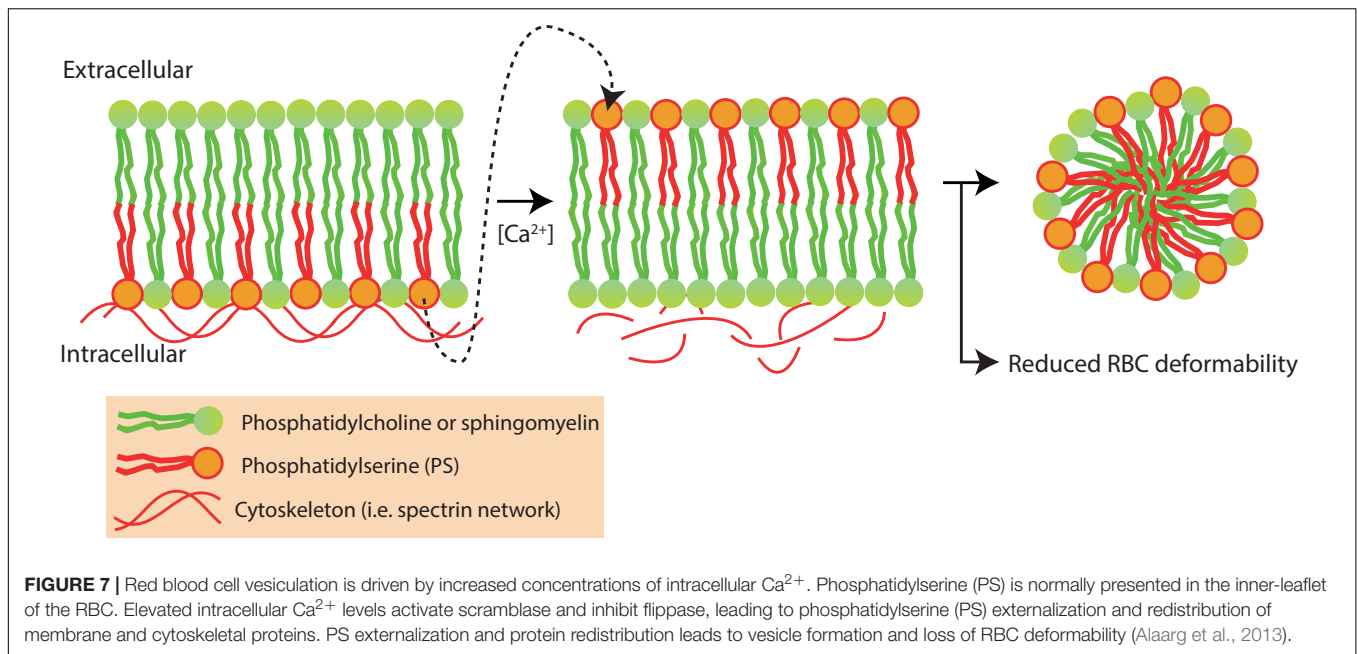 Extracellular
[Ca²⁺]
Intracellular
Reduced RBC deformability
Phosphatidylcholine or sphingomyelin
Phosphatidylserine (PS)
Cytoskeleton (i.e. spectrin network)
FIGURE 7 | Red blood cell vesiculation is driven by increased concentrations of intracellular Ca²⁺. Phosphatidylserine (PS) is normally presented in the inner-leaflet
of the RBC. Elevated intracellular Ca²⁺ levels activate scramblase and inhibit flippase, leading to phosphatidylserine (PS) externalization and redistribution of
membrane and cytoskeletal proteins. PS externalization and protein redistribution leads to vesicle formation and loss of RBC deformability (Alaarg et al., 2013).